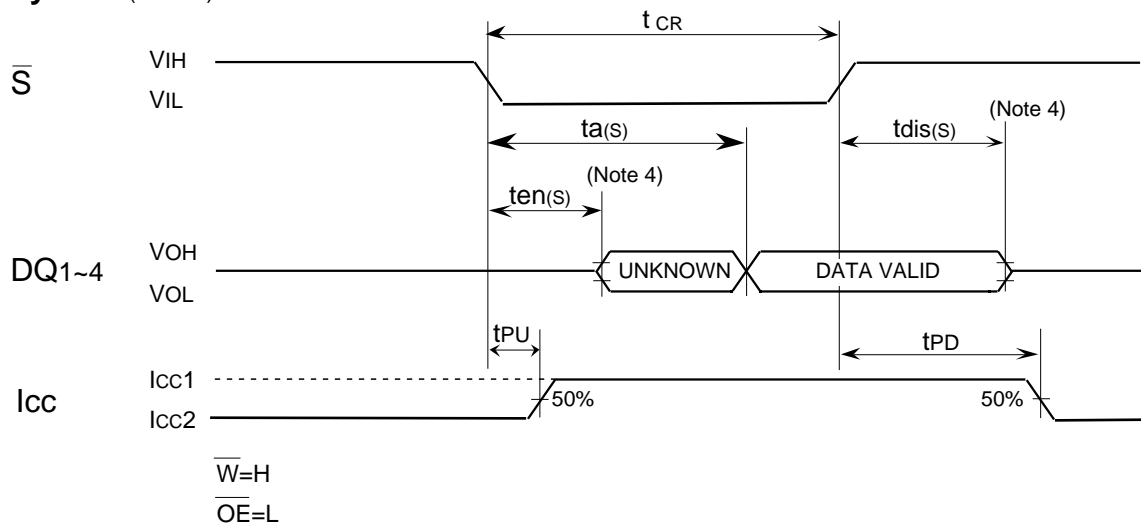 t CR
S̅
VIH
VIL
(Note 4)
ta(S)
tdis(S)
(Note 4)
ten(S)
DQ1~4
VOH
VOL
UNKNOWN
DATA VALID
tPU
tPD
Icc
Icc1
Icc2
50%
50%
W̅=H
O̅E̅=L